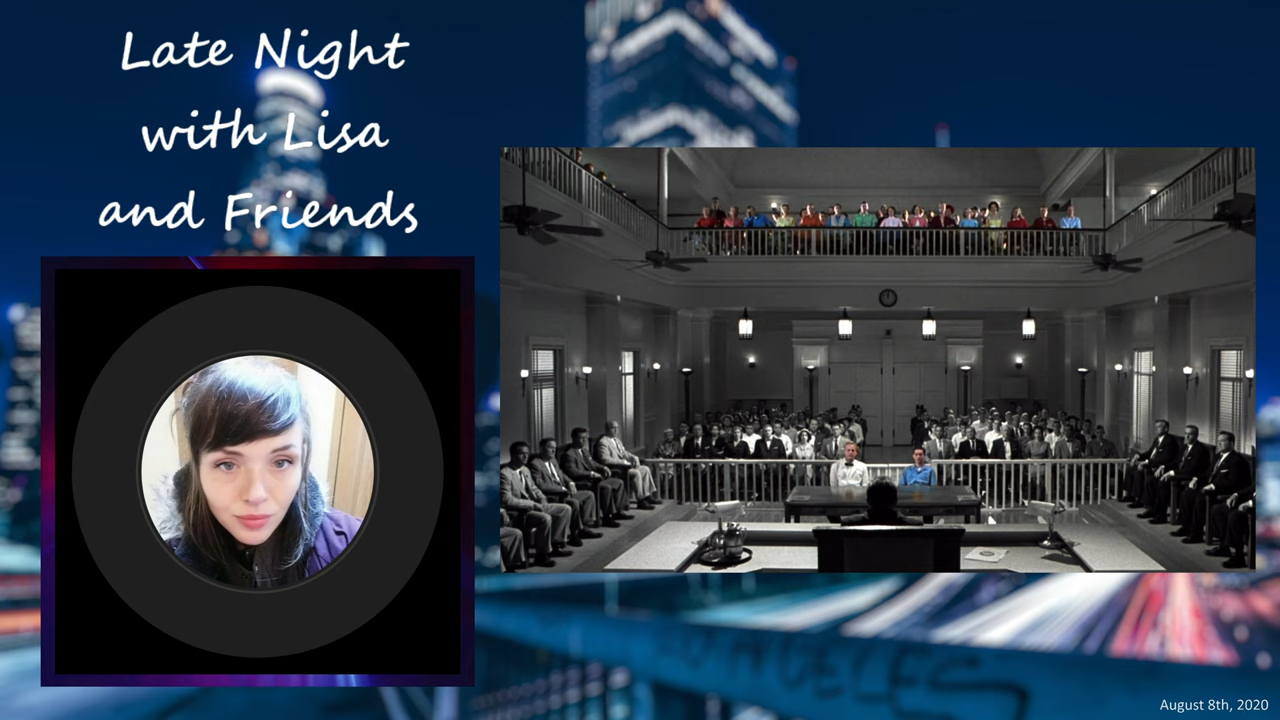 Late Night
with Lisa
and Friends
August 8th, 2020